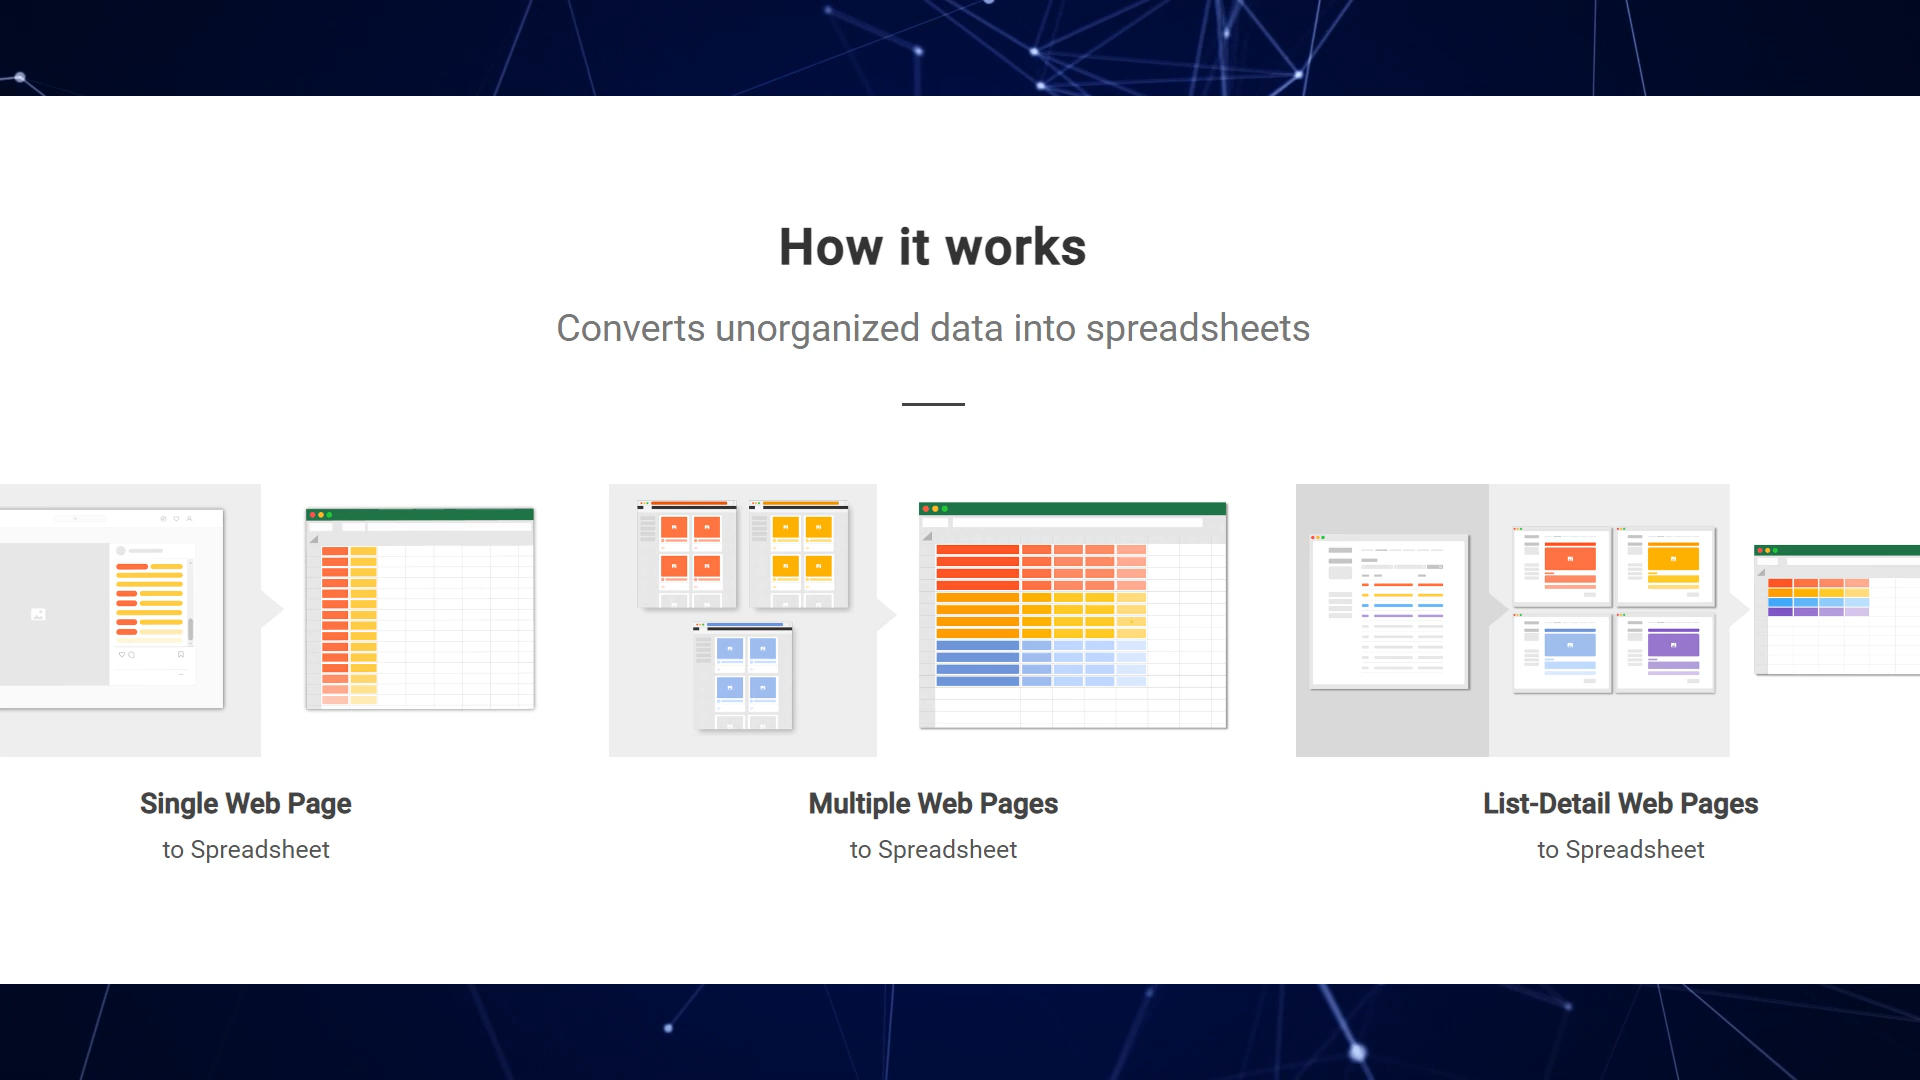 How it works
Converts unorganized data into spreadsheets
Single Web Page
to Spreadsheet
Multiple Web Pages
to Spreadsheet
List-Detail Web Pages
to Spreadsheet